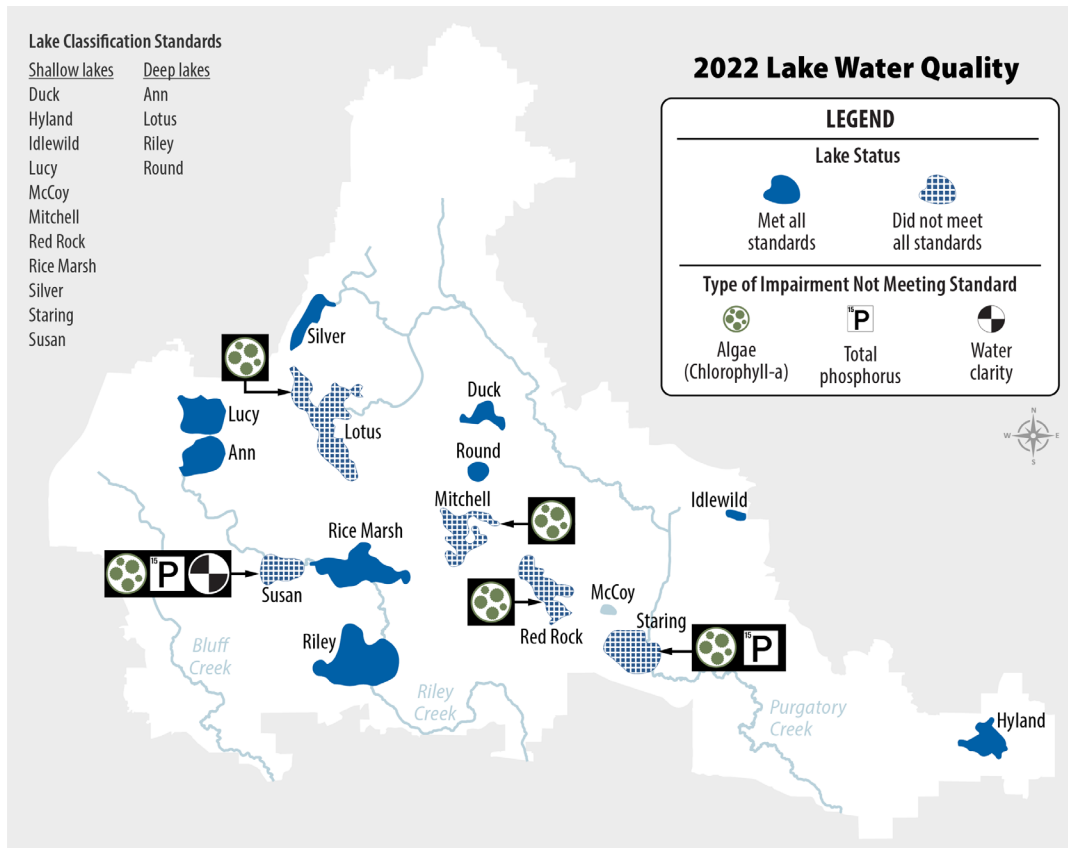 Lake Classification Standards
Shallow lakes
Duck
Hyland
Idlewild
Lucy
McCoy
Mitchell
Red Rock
Rice Marsh
Silver
Staring
Susan
Deep lakes
Ann
Lotus
Riley
Round
2022 Lake Water Quality
LEGEND
Lake Status
Met all
standards
Did not meet
all standards
Type of Impairment Not Meeting Standard
15
P
Algae
(Chlorophyll-a)
Total
phosphorus
Water
clarity
N
W E
S
Silver
Lotus
Lucy
Ann
Duck
Round
Mitchell
Idlewild
Rice Marsh
15
P
Susan
McCoy
Red Rock
Staring
15
P
Riley
Bluff
Creek
Riley
Creek
Purgatory
Creek
Hyland